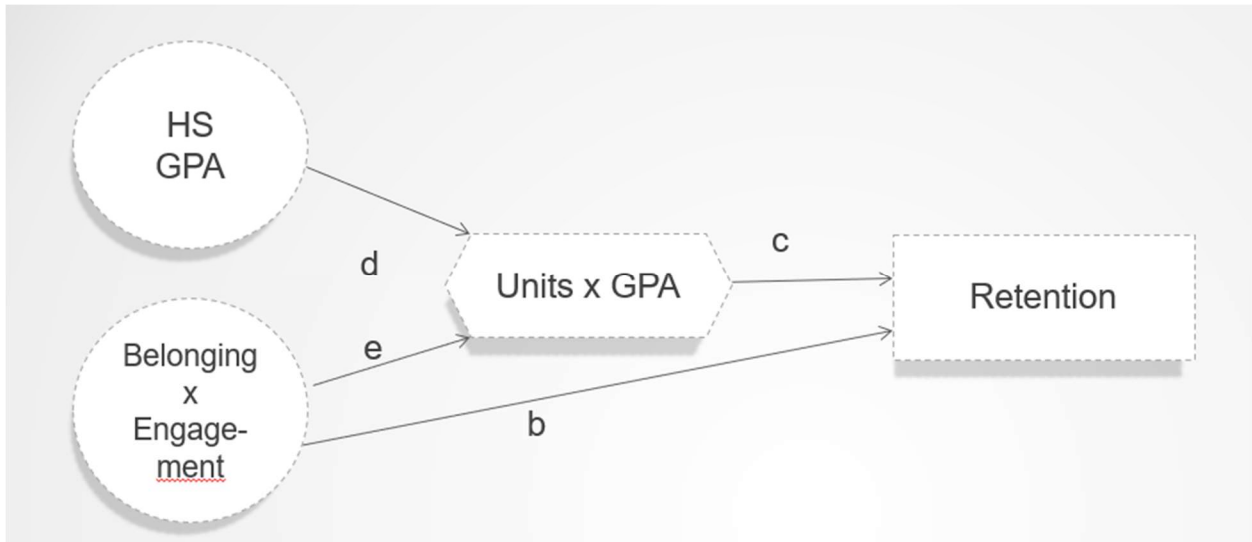 HS
GPA
d
Units x GPA
c
Retention
e
Belonging
x
Engage-
ment
b